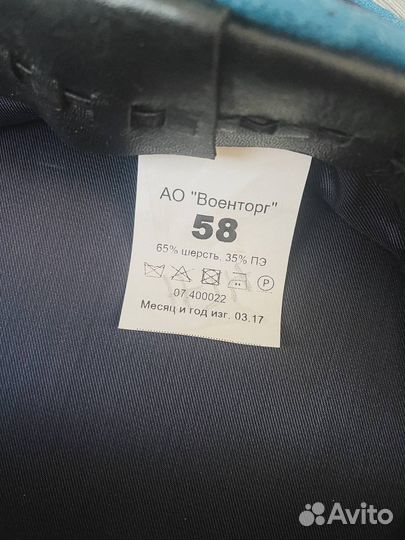 АО "Военторг"
58
65% шерсть. 35% ПЭ
P
07 400022
Месяц и год изг. 03.17
Avito